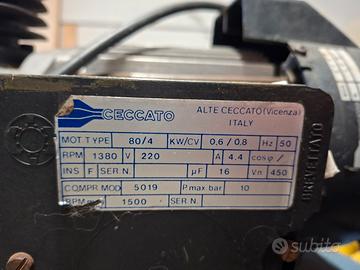 CECCATO
ALTE CECCATO (Vicenza)
ITALY
MOT. TYPE 80/4 KW/CV 0,6 / 0,8 Hz 50
RPM 1380 V 220 A 4.4 cosφ/
INS F SER N. µF 16 Vn 450
COMPR MOD 5019 P.max bar 10
RPM 1500 SER N.
BREVETTATO
subito